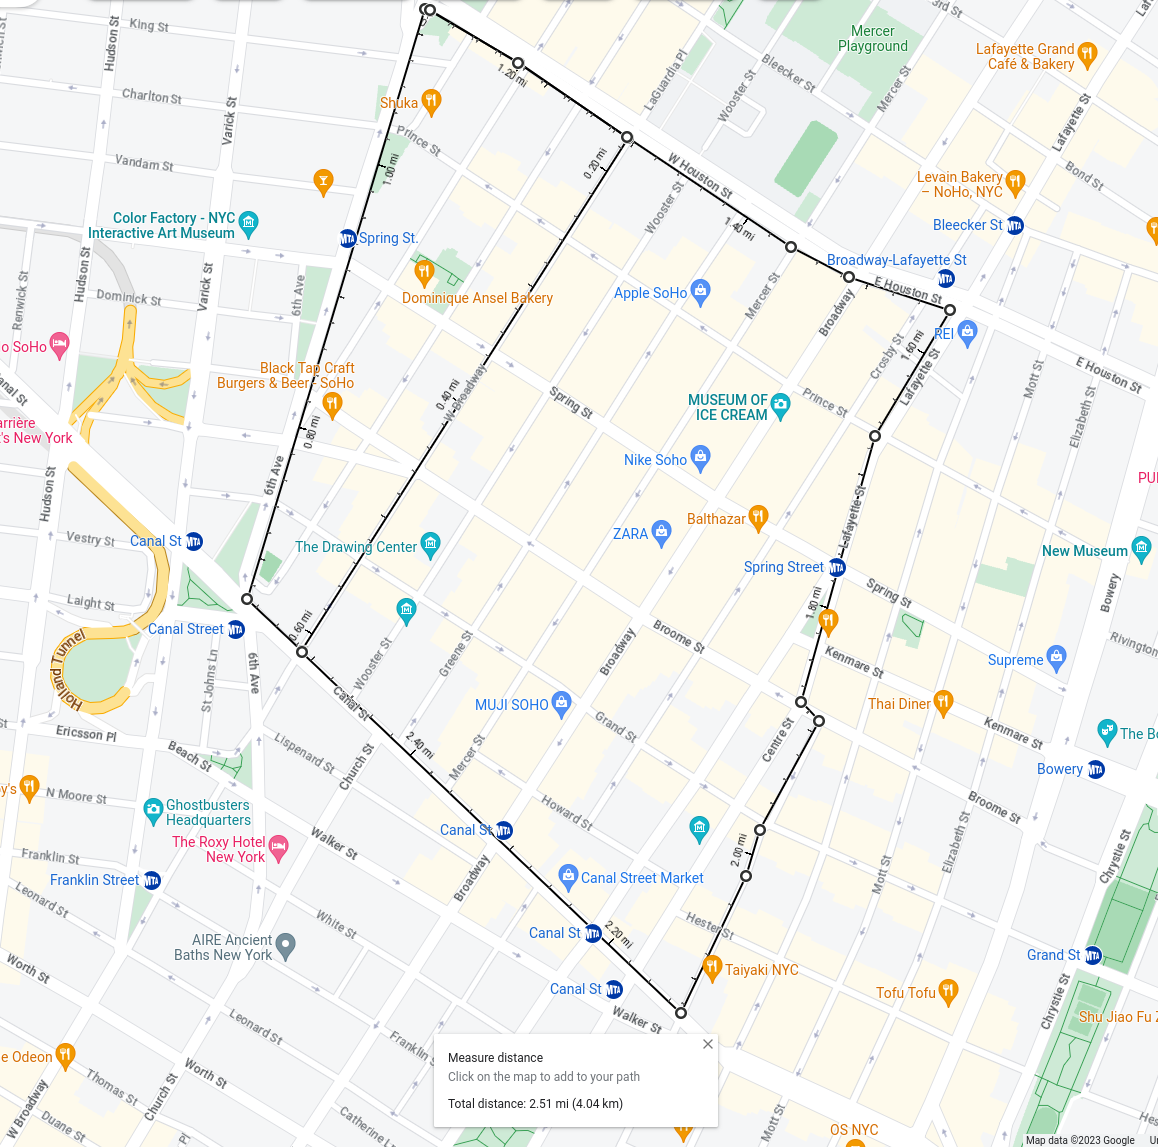 King St
Hudson St
Charlton St
Varick St
Vandam St
Shuka
Prince St
1.00 mi
1.20 mi
0.20 mi
LaGuardia Pl
Wooster St
Bleecker St
Mercer St
Mercer
Playground
Lafayette Grand
Café & Bakery
Lafayette St
Bond St
Levain Bakery
– NoHo, NYC
Bleecker St
Color Factory - NYC
Interactive Art Museum
Spring St.
W Houston St
Wooster St
1.40 mi
Broadway-Lafayette St
E Houston St
Hudson St
Renwick St
Dominick St
Varick St
6th Ave
Dominique Ansel Bakery
Apple SoHo
Mercer St
Broadway
REI
Crosby St
1.60 mi
Lafayette St
E Houston St
Mott St
Elizabeth St
o SoHo
anal St
Black Tap Craft
Burgers & Beer - SoHo
0.40 mi
W Broadway
Spring St
MUSEUM OF
ICE CREAM
Prince St
arrière
t's New York
0.80 mi
6th Ave
Hudson St
Nike Soho
PU
Vestry St
Canal St
The Drawing Center
ZARA
Balthazar
Lafayette St
Spring Street
New Museum
Bowery
Laight St
Canal Street
0.60 mi
1.80 mi
Spring St
Holland Tunnel
St Johns Ln
6th Ave
Wooster St
Greene St
Broadway
Broome St
Kenmare St
Supreme
Rivington
Canal St
MUJI SOHO
Grand St
Centre St
Thai Diner
Kenmare St
The Bo
Ericsson Pl
Beach St
Lispenard St
Church St
2.40 mi
Mercer St
Bowery
y's
N Moore St
Ghostbusters
Headquarters
The Roxy Hotel
New York
Walker St
Canal St
Howard St
Broome St
Elizabeth St
Chrystie St
Franklin St
Franklin Street
Leonard St
Broadway
Canal Street Market
2.00 mi
Mott St
White St
AIRE Ancient
Baths New York
Canal St
2.20 mi
Hester St
Grand St
Worth St
Canal St
Taiyaki NYC
Tofu Tofu
Chrystie St
Walker St
Shu Jiao Fu Z
Leonard St
Franklin S
e Odeon
Thomas St
Worth St
Church St
W Broadway
Duane St
Catherine L
Measure distance
Click on the map to add to your path
Total distance: 2.51 mi (4.04 km)
Mott St
OS NYC
Hes
Map data ©2023 Google